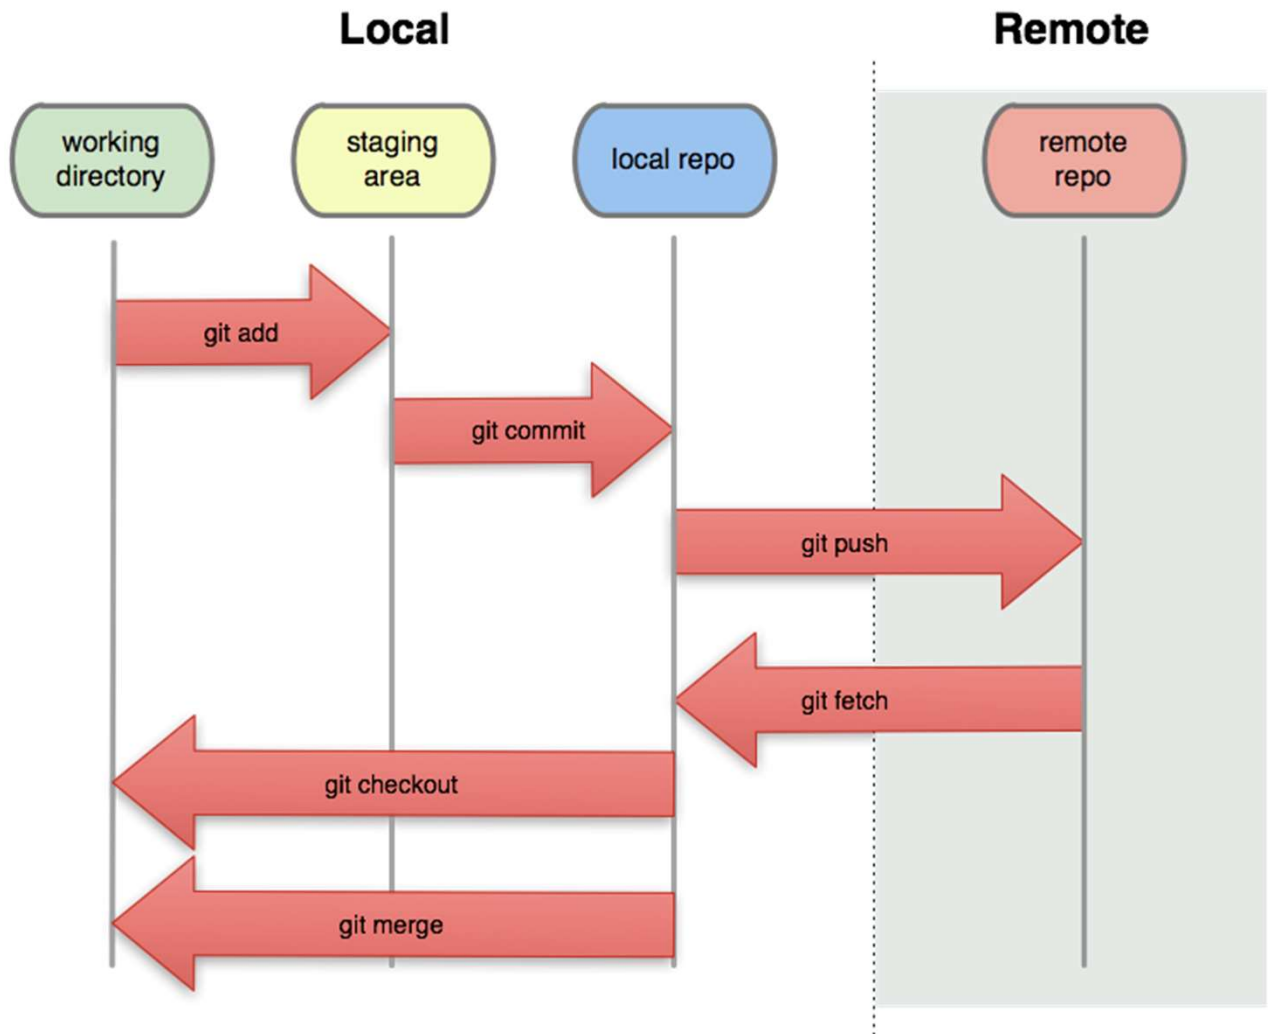 Local
Remote
working
directory
staging
area
local repo
remote
repo
git add
git commit
git push
git fetch
git checkout
git merge